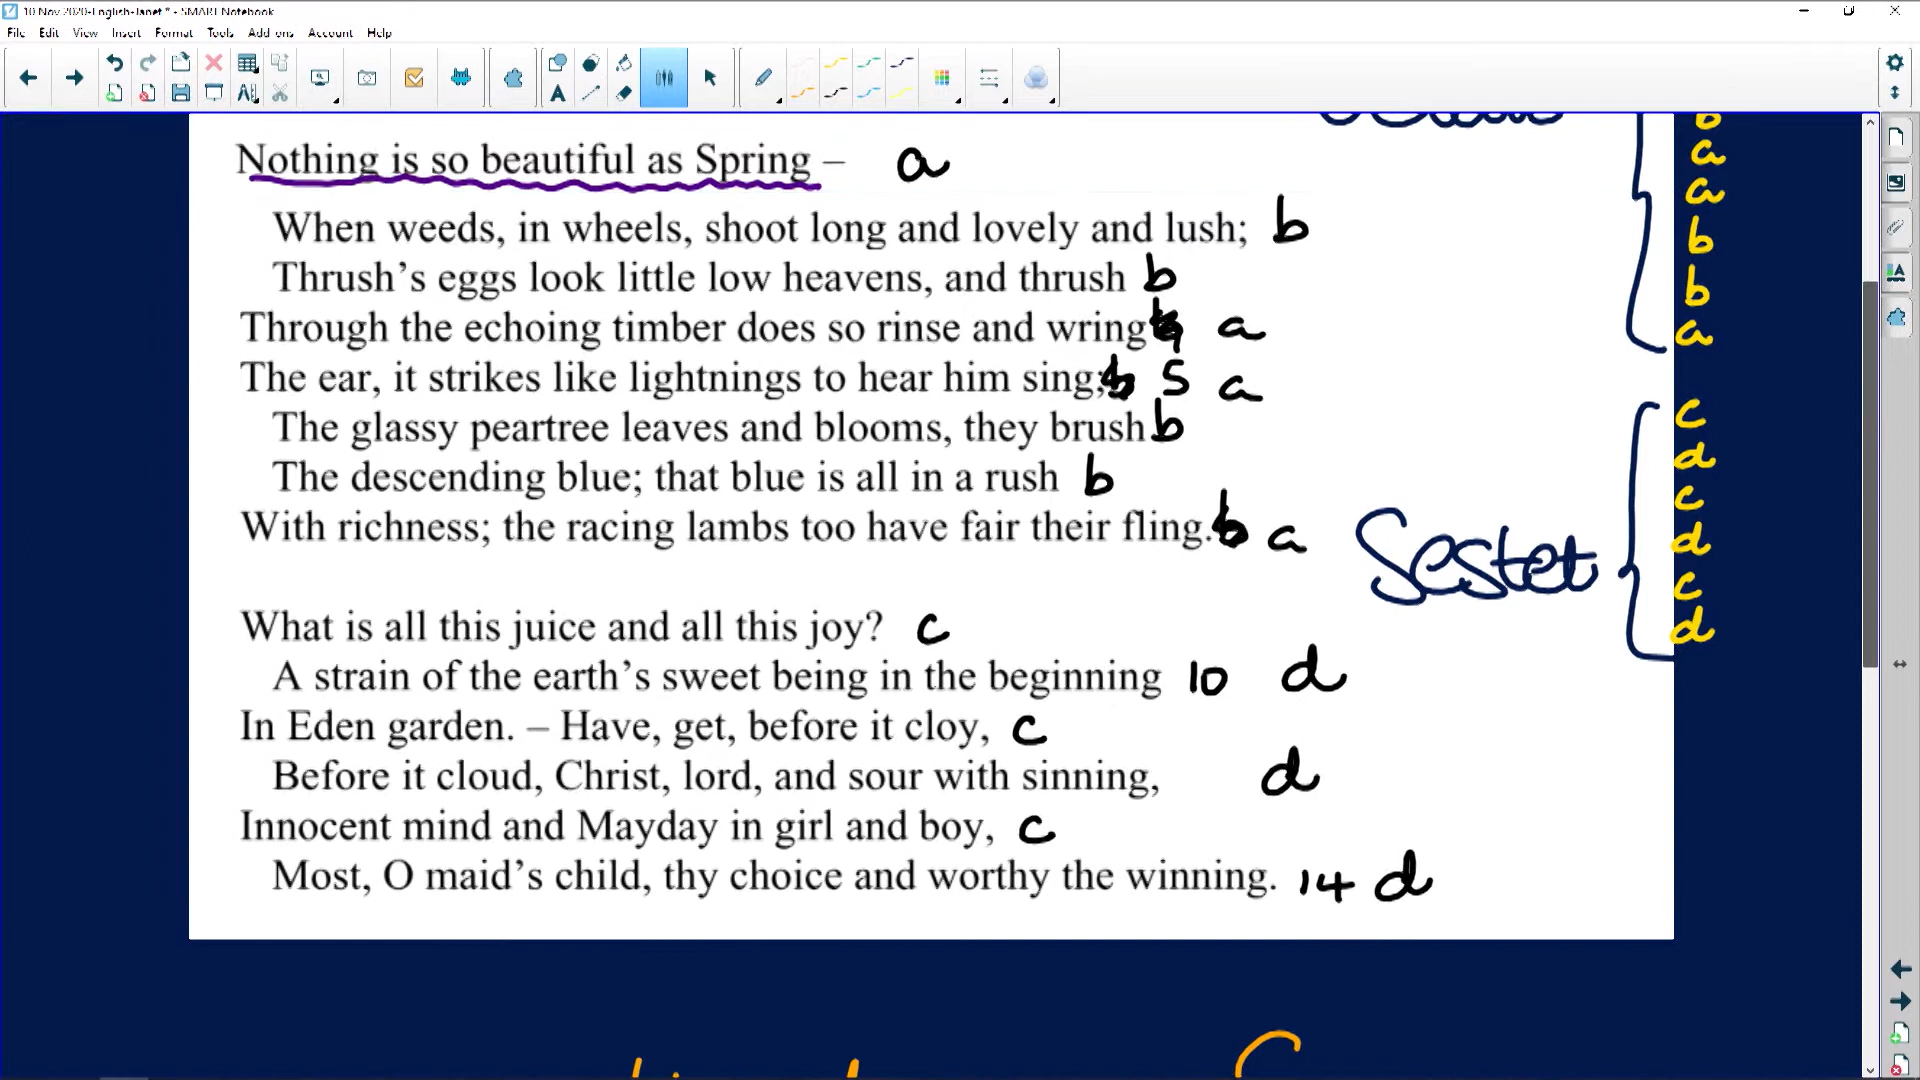 10 Nov 2020-English-Janet * - SMART Notebook
File Edit View Insert Format Tools Add-ons Account Help
b
Nothing is so beautiful as Spring – a
a
a
When weeds, in wheels, shoot long and lovely and lush; b
b
Thrush’s eggs look little low heavens, and thrush b
b
Through the echoing timber does so rinse and wring a
a
The ear, it strikes like lightnings to hear him sing; 5 a
The glassy peartree leaves and blooms, they brush b
c
The descending blue; that blue is all in a rush b
d
c
With richness; the racing lambs too have fair their fling. a
Sestet
d
c
What is all this juice and all this joy? c
d
A strain of the earth’s sweet being in the beginning 10 d
In Eden garden. – Have, get, before it cloy, c
Before it cloud, Christ, lord, and sour with sinning, d
Innocent mind and Mayday in girl and boy, c
Most, O maid’s child, thy choice and worthy the winning. 14 d